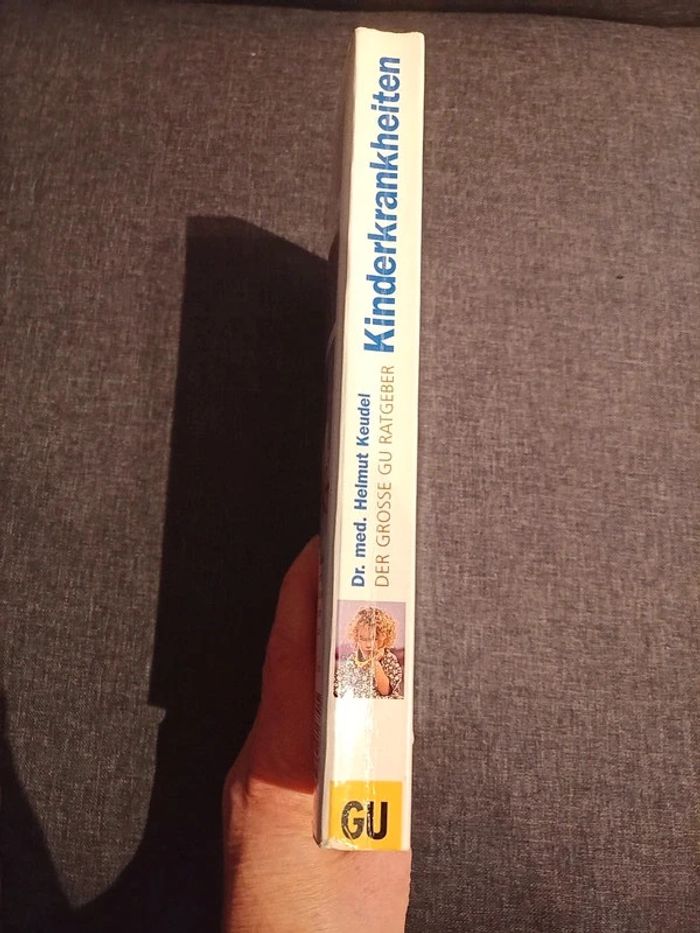 Dr. med. Helmut Keudel
DER GROSSE GU RATGEBER
Kinderkrankheiten
GU